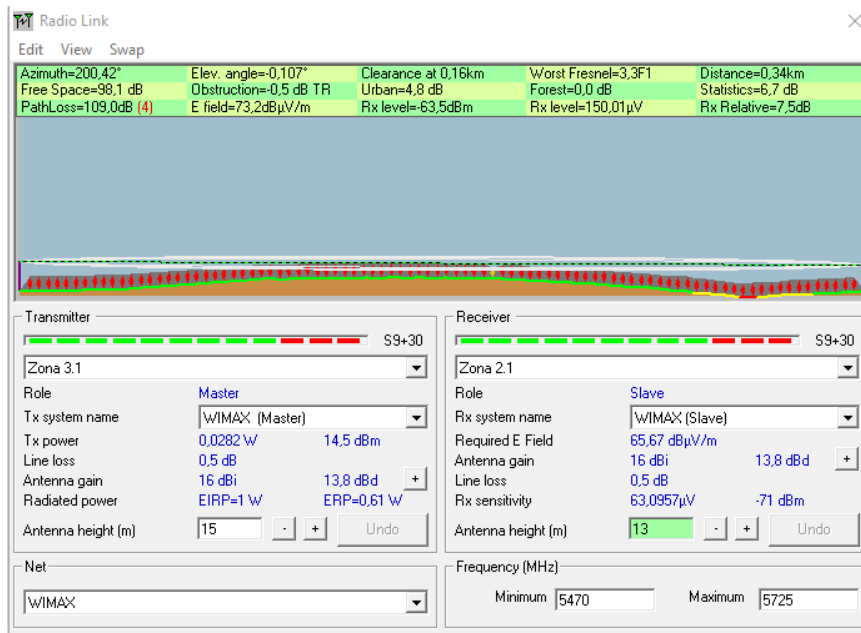 Radio Link
Edit View Swap
Azimuth=200,42° Elev. angle=-0,107° Clearance at 0,16km Worst Fresnel=3,3F1 Distance=0,34km
Free Space=98,1 dB Obstruction=-0,5 dB TR Urban=4,8 dB Forest=0,0 dB Statistics=6,7 dB
PathLoss=109,0dB (4) E field=73,2dBµV/m Rx level=-63,5dBm Rx level=150,01µV Rx Relative=7,5dB
Transmitter Receiver
S9+30 S9+30
Zona 3.1 Zona 2.1
Role Master Role Slave
Tx system name WIMAX (Master) Rx system name WIMAX (Slave)
Tx power 0,0282 W 14,5 dBm Required E Field 65,67 dBµV/m
Line loss 0,5 dB Antenna gain 16 dBi 13,8 dBd +
Antenna gain 16 dBi 13,8 dBd + Line loss 0,5 dB
Radiated power EIRP=1 W ERP=0,61 W Rx sensitivity 63,0957µV -71 dBm
Antenna height (m) 15 - + Undo Antenna height (m) 13 - + Undo
Net Frequency (MHz)
WIMAX Minimum 5470 Maximum 5725